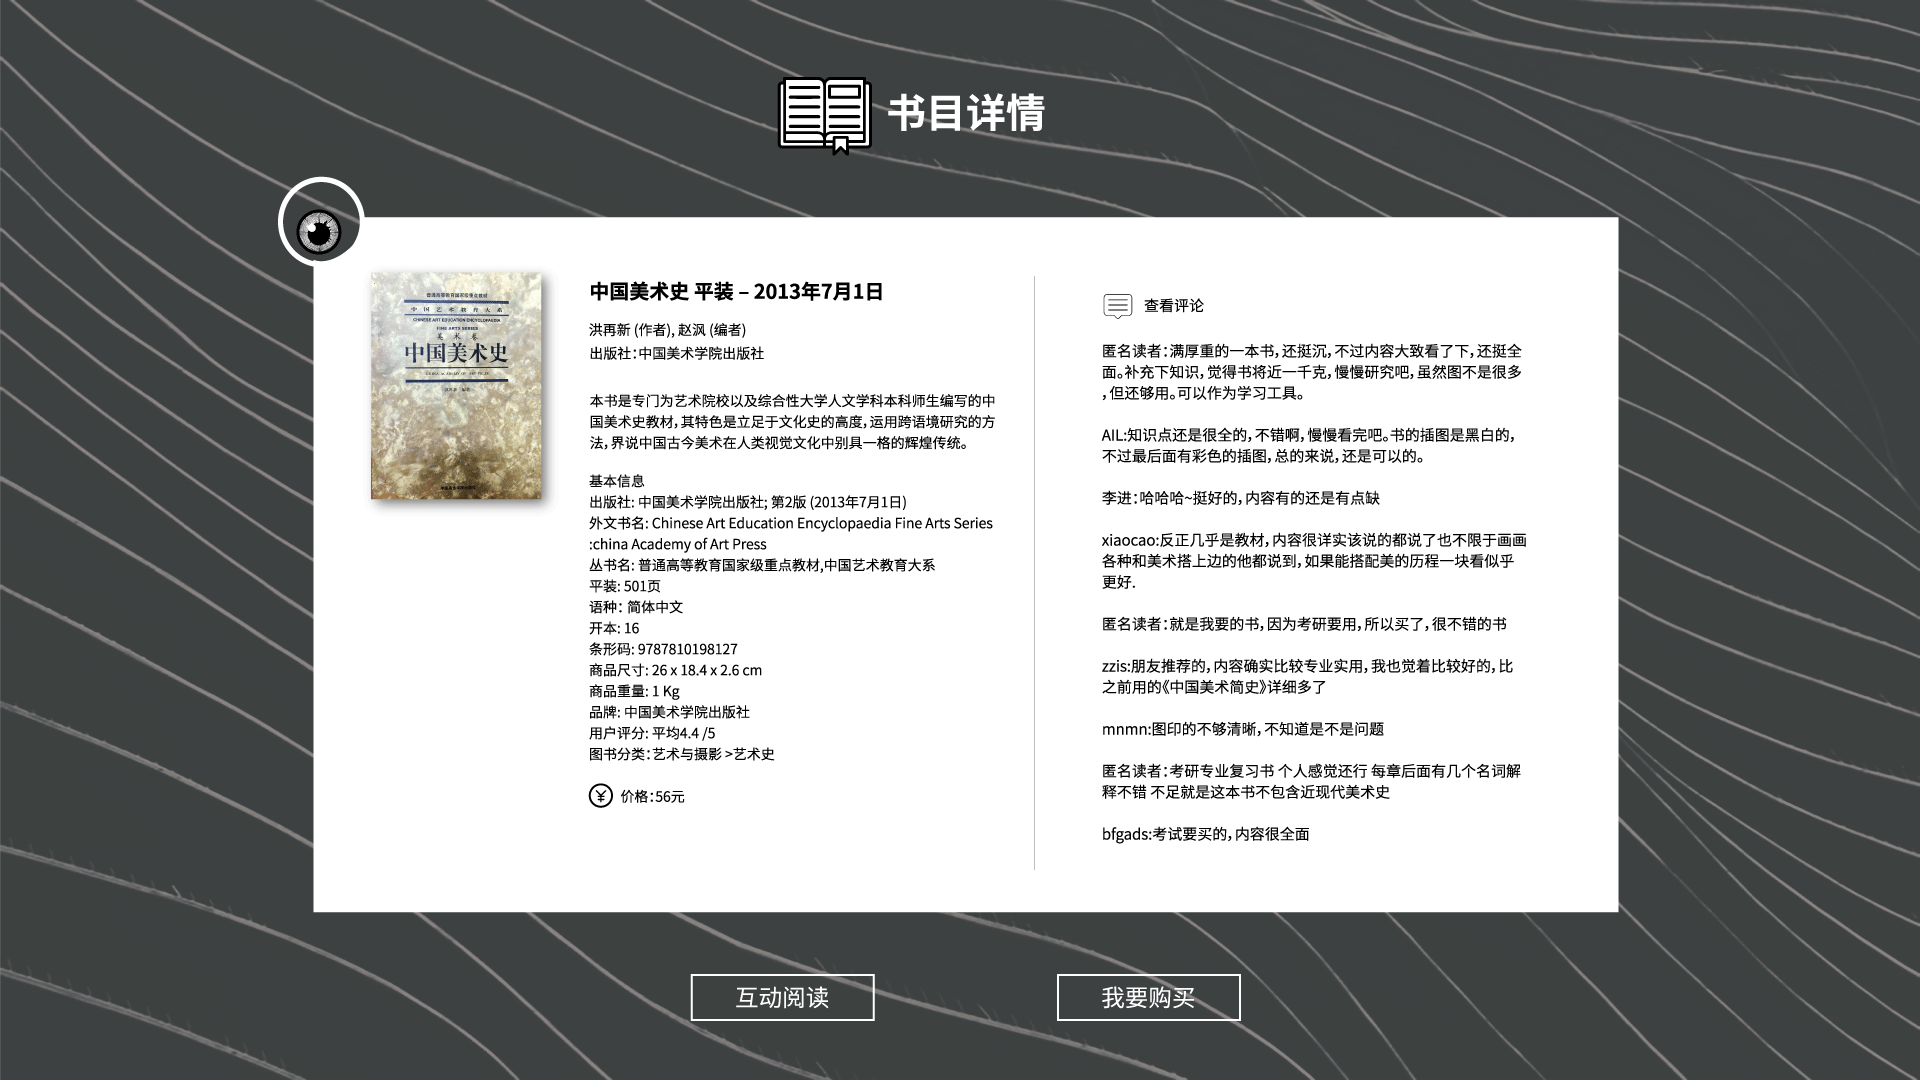 书目详情
普通高等教育国家级重点教材
中国艺术教育大系
CHINESE ART EDUCATION ENCYCLOPAEDIA
FINE ARTS SERIES
美术卷
中国美术史
CHINA ACADEMY OF ART PRESS
中国美术史 平装 – 2013年7月1日
洪再新 (作者), 赵沨 (编者)
出版社：中国美术学院出版社
本书是专门为艺术院校以及综合性大学人文学科本科师生编写的中
国美术史教材，其特色是立足于文化史的高度，运用跨语境研究的方
法，界说中国古今美术在人类视觉文化中别具一格的辉煌传统。
基本信息
出版社: 中国美术学院出版社; 第2版 (2013年7月1日)
外文书名: Chinese Art Education Encyclopaedia Fine Arts Series
:china Academy of Art Press
丛书名: 普通高等教育国家级重点教材,中国艺术教育大系
平装: 501页
语种： 简体中文
开本: 16
条形码: 9787810198127
商品尺寸: 26 x 18.4 x 2.6 cm
商品重量: 1 Kg
品牌: 中国美术学院出版社
用户评分: 平均4.4 /5
图书分类：艺术与摄影 >艺术史
¥ 价格：56元
查看评论
匿名读者：满厚重的一本书，还挺沉，不过内容大致看了下，还挺全
面。补充下知识，觉得书将近一千克，慢慢研究吧，虽然图不是很多
，但还够用。可以作为学习工具。
AIL:知识点还是很全的，不错啊，慢慢看完吧。书的插图是黑白的，
不过最后面有彩色的插图，总的来说，还是可以的。
李进：哈哈哈~挺好的，内容有的还是有点缺
xiaocao:反正几乎是教材，内容很详实该说的都说了也不限于画画
各种和美术搭上边的他都说到，如果能搭配美的历程一块看似乎
更好.
匿名读者：就是我要的书，因为考研要用，所以买了，很不错的书
zzis:朋友推荐的，内容确实比较专业实用，我也觉着比较好的，比
之前用的《中国美术简史》详细多了
mnmn:图印的不够清晰，不知道是不是问题
匿名读者：考研专业复习书 个人感觉还行 每章后面有几个名词解
释不错 不足就是这本书不包含近现代美术史
bfgads:考试要买的，内容很全面
互动阅读
我要购买